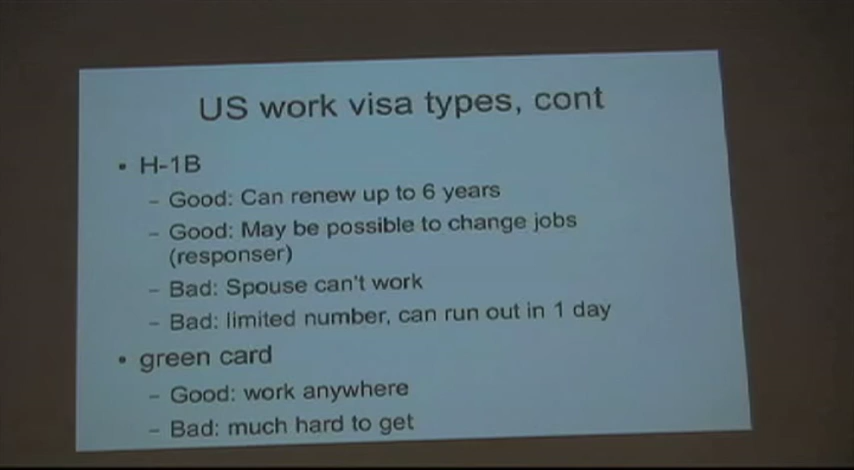 US work visa types, cont
• H-1B
– Good: Can renew up to 6 years
– Good: May be possible to change jobs
(responser)
– Bad: Spouse can't work
– Bad: limited number, can run out in 1 day
• green card
– Good: work anywhere
– Bad: much hard to get